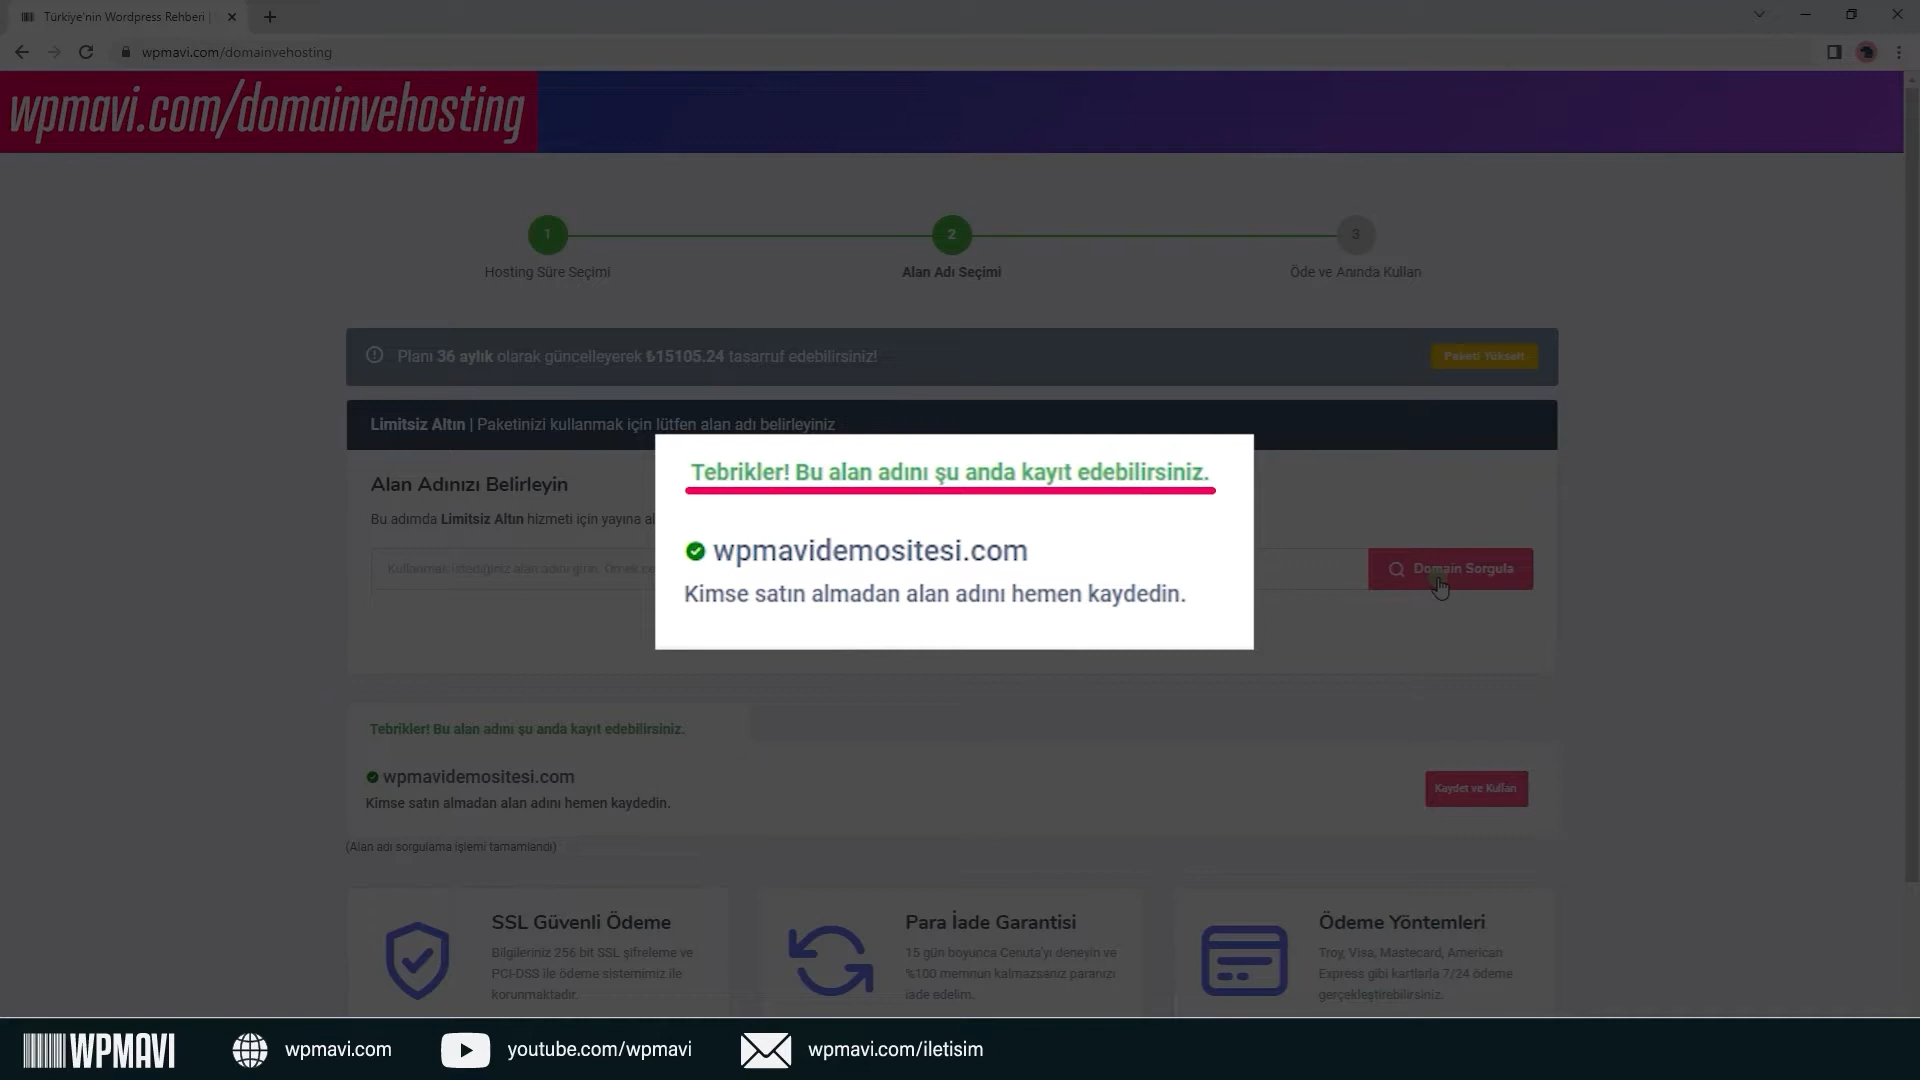 Türkiye'nin Wordpress Rehberi |
wpmavi.com/domainvehosting
wpmavi.com/domainvehosting
1
2
3
Hosting Süre Seçimi
Alan Adı Seçimi
Öde ve Anında Kullan
Planı 36 aylık olarak güncelleyerek ₺15105.24 tasarruf edebilirsiniz!
Paketi Yükselt
Limitsiz Altın | Paketinizi kullanmak için lütfen alan adı belirleyiniz
Tebrikler! Bu alan adını şu anda kayıt edebilirsiniz.
wpmavidemositesi.com
Kimse satın almadan alan adını hemen kaydedin.
Alan Adınızı Belirleyin
Bu adımda Limitsiz Altın hizmeti için yayına
Kullanmak istediğiniz alan adını girin. Örnek
Domain Sorgula
Tebrikler! Bu alan adını şu anda kayıt edebilirsiniz.
wpmavidemositesi.com
Kimse satın almadan alan adını hemen kaydedin.
Kaydet ve Kullan
(Alan adı sorgulama işlemi tamamlandı)
SSL Güvenli Ödeme
Bilgileriniz 256 bit SSL şifreleme ve
PCI-DSS ile ödeme sistemimiz ile
korunmaktadır.
Para İade Garantisi
15 gün boyunca Cenuta'yı deneyin ve
%100 memnun kalmazsanız paranızı
iade edelim.
Ödeme Yöntemleri
Troy, Visa, Mastercard, American
Express gibi kartlarla 7/24 ödeme
gerçekleştirebilirsiniz.
WPMAVI
wpmavi.com
youtube.com/wpmavi
wpmavi.com/iletisim